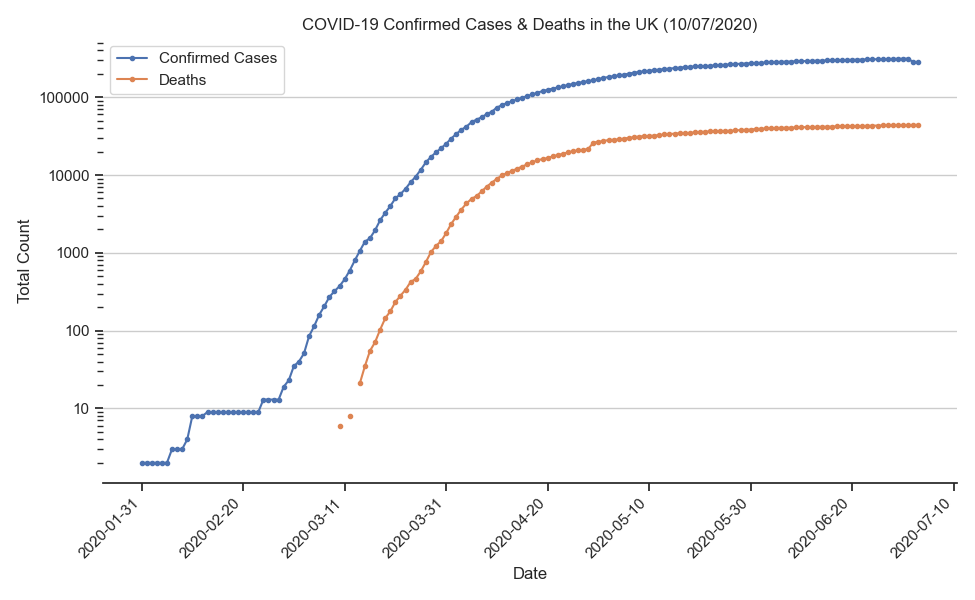 COVID-19 Confirmed Cases & Deaths in the UK (10/07/2020)
Confirmed Cases
Deaths
100000
10000
1000
100
10
Total Count
2020-01-31
2020-02-20
2020-03-11
2020-03-31
2020-04-20
2020-05-10
2020-05-30
2020-06-20
2020-07-10
Date